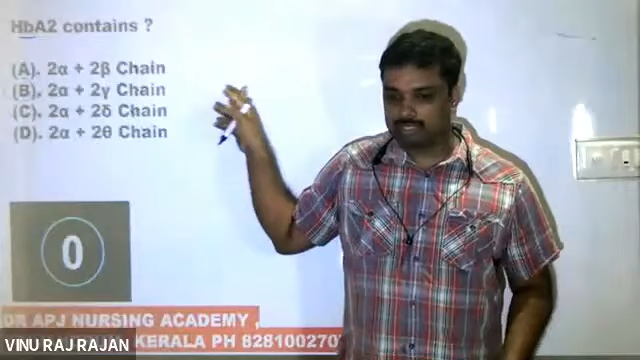 HbA2 contains ?
(A). 2α + 2β Chain
(B). 2α + 2γ Chain
(C). 2α + 2δ Chain
(D). 2α + 2θ Chain
0
DR APJ NURSING ACADEMY ,
KERALA PH 828100270
VINU RAJ RAJAN